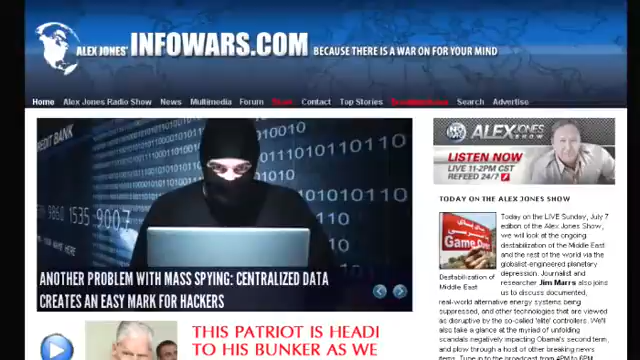 ALEX JONES' INFOWARS.COM BECAUSE THERE IS A WAR ON FOR YOUR MIND
Home Alex Jones Radio Show News Multimedia Forum Contact Top Stories Search Advertise
CREDIT BANK
ANOTHER PROBLEM WITH MASS SPYING: CENTRALIZED DATA
CREATES AN EASY MARK FOR HACKERS
THIS PATRIOT IS HEADI
TO HIS BUNKER AS WE
ALEX JONES
SHOW
LISTEN NOW
LIVE 11-2PM CST
REFEED 24/7
TODAY ON THE ALEX JONES SHOW
Game Over
Destabilization of
Middle East
Today on the LIVE Sunday, July 7
edition of the Alex Jones Show,
we will look at the ongoing
destabilization of the Middle East
and the rest of the world via the
globalist engineered planetary
depression. Journalist and
researcher Jim Marrs also joins
us to discuss documented,
real-world alternative energy systems being
suppressed, and other technologies that are viewed
as disruptive by the so-called 'elite' controllers. We'll
also take a glance at the myriad of unfolding
scandals negatively impacting Obama's second term,
and plow through a host of other breaking news
items. Tune in to the broadcast from 4PM to 6PM